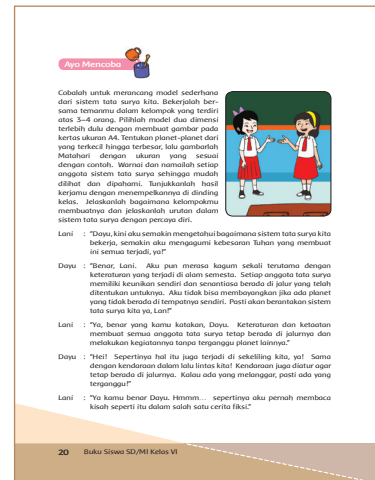 Ayo Mencoba
Cobalah untuk merancang model sederhana
dari sistem tata surya kita. Bekerjalah ber-
sama temanmu dalam kelompok yang terdiri
atas 3–4 orang. Pilihlah model dua dimensi
terlebih dulu dengan membuat gambar pada
kertas ukuran A4. Tentukan planet-planet dari
yang terkecil hingga terbesar, lalu gambarlah
Matahari dengan ukuran yang sesuai
dengan contoh. Warnai dan namailah setiap
anggota sistem tata surya sehingga mudah
dilihat dan dipahami. Tunjukkanlah hasil
kerjamu dengan menempelkannya di dinding
kelas. Jelaskanlah bagaimana kelompokmu
membuatnya dan jelaskanlah urutan dalam
sistem tata surya dengan percaya diri.
Lani : "Dayu, kini aku semakin mengetahui bagaimana sistem tata surya kita
bekerja, semakin aku mengagumi kebesaran Tuhan yang membuat
ini semua terjadi, ya!"
Dayu : "Benar, Lani. Aku pun merasa kagum sekali terutama dengan
keteraturan yang terjadi di alam semesta. Setiap anggota tata surya
memiliki keunikan sendiri dan senantiasa berada di jalur yang telah
ditentukan untuknya. Aku tidak bisa membayangkan jika ada planet
yang tidak berada di tempatnya sendiri. Pasti akan berantakan sistem
tata surya kita ya, Lan!"
Lani : "Ya, benar yang kamu katakan, Dayu. Keteraturan dan ketaatan
membuat semua anggota tata surya tetap berada di jalurnya dan
melakukan kegiatannya tanpa terganggu planet lainnya."
Dayu : "Hei! Sepertinya hal itu juga terjadi di sekeliling kita, ya! Sama
dengan kendaraan dalam lalu lintas kita! Kendaraan juga diatur agar
tetap berada di jalurnya. Kalau ada yang melanggar, pasti ada yang
terganggu!"
Lani : "Ya kamu benar Dayu. Hmmm... sepertinya aku pernah membaca
kisah seperti itu dalam salah satu cerita fiksi."
20 Buku Siswa SD/MI Kelas VI